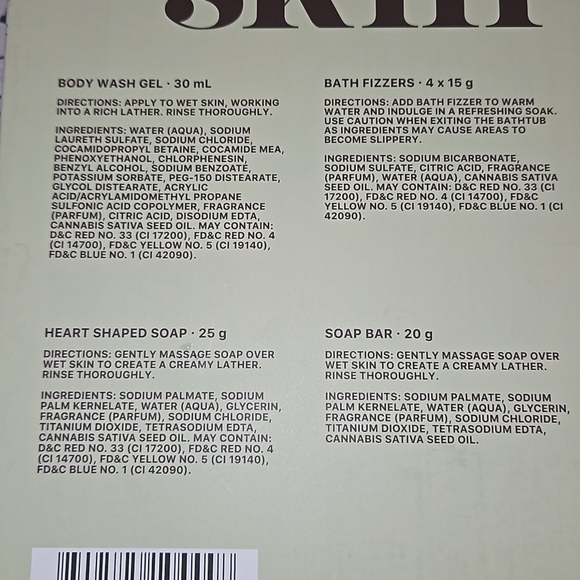 SKIN
BODY WASH GEL · 30 mL
DIRECTIONS: APPLY TO WET SKIN, WORKING
INTO A RICH LATHER. RINSE THOROUGHLY.
INGREDIENTS: WATER (AQUA), SODIUM
LAURETH SULFATE, SODIUM CHLORIDE,
COCAMIDOPROPYL BETAINE, COCAMIDE MEA,
PHENOXYETHANOL, CHLORPHENESIN,
BENZYL ALCOHOL, SODIUM BENZOATE,
POTASSIUM SORBATE, PEG-150 DISTEARATE,
GLYCOL DISTEARATE, ACRYLIC
ACID/ACRYLAMIDOMETHYL PROPANE
SULFONIC ACID COPOLYMER, FRAGRANCE
(PARFUM), CITRIC ACID, DISODIUM EDTA,
CANNABIS SATIVA SEED OIL. MAY CONTAIN:
D&C RED NO. 33 (CI 17200), FD&C RED NO. 4
(CI 14700), FD&C YELLOW NO. 5 (CI 19140),
FD&C BLUE NO. 1 (CI 42090).
BATH FIZZERS · 4 x 15 g
DIRECTIONS: ADD BATH FIZZER TO WARM
WATER AND INDULGE IN A REFRESHING SOAK.
USE CAUTION WHEN EXITING THE BATHTUB
AS INGREDIENTS MAY CAUSE AREAS TO
BECOME SLIPPERY.
INGREDIENTS: SODIUM BICARBONATE,
SODIUM SULFATE, CITRIC ACID, FRAGRANCE
(PARFUM), WATER (AQUA), CANNABIS SATIVA
SEED OIL. MAY CONTAIN: D&C RED NO. 33 (CI
17200), FD&C RED NO. 4 (CI 14700), FD&C
YELLOW NO. 5 (CI 19140), FD&C BLUE NO. 1 (CI
42090).
HEART SHAPED SOAP · 25 g
DIRECTIONS: GENTLY MASSAGE SOAP OVER
WET SKIN TO CREATE A CREAMY LATHER.
RINSE THOROUGHLY.
INGREDIENTS: SODIUM PALMATE, SODIUM
PALM KERNELATE, WATER (AQUA), GLYCERIN,
FRAGRANCE (PARFUM), SODIUM CHLORIDE,
TITANIUM DIOXIDE, TETRASODIUM EDTA,
CANNABIS SATIVA SEED OIL. MAY CONTAIN:
D&C RED NO. 33 (CI 17200), FD&C RED NO. 4
(CI 14700), FD&C YELLOW NO. 5 (CI 19140),
FD&C BLUE NO. 1 (CI 42090).
SOAP BAR · 20 g
DIRECTIONS: GENTLY MASSAGE SOAP OVER
WET SKIN TO CREATE A CREAMY LATHER.
RINSE THOROUGHLY.
INGREDIENTS: SODIUM PALMATE, SODIUM
PALM KERNELATE, WATER (AQUA), GLYCERIN,
FRAGRANCE (PARFUM), SODIUM CHLORIDE,
TITANIUM DIOXIDE, TETRASODIUM EDTA,
CANNABIS SATIVA SEED OIL.